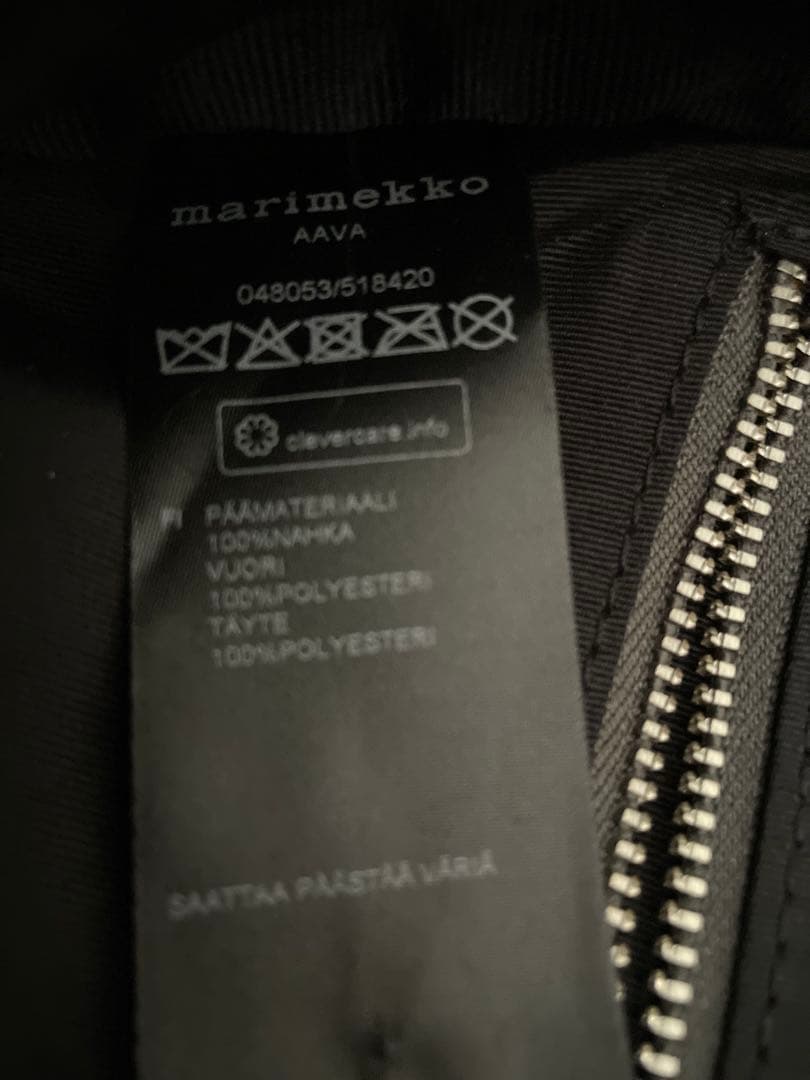 marimekko
AAVA
048053/518420
clevercare.info
FI PÄÄMATERIAALI
100%NAHKA
VUORI
100%POLYESTERI
TÄYTE
100%POLYESTERI
SAATTAA PÄÄSTÄÄ VÄRIÄ